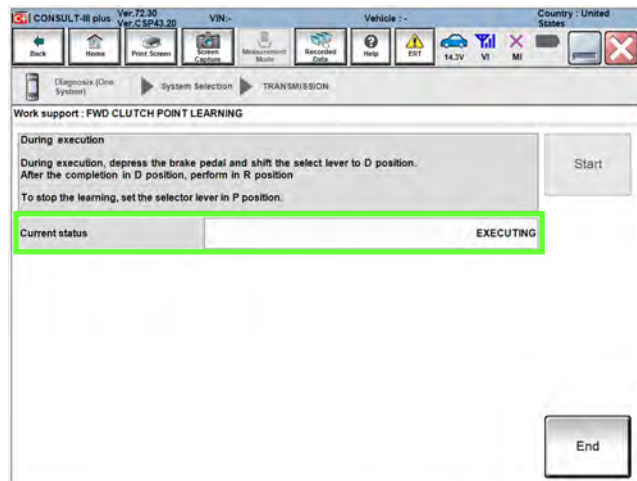 CONSULT-III plus
Ver.72.30
Ver.CSP43.20
VIN:-
Vehicle : -
Country : United States
Back
Home
Print Screen
Screen Capture
Measurement Mode
Recorded Data
Help
ERT
14.3V
VI
MI
Diagnosis (One System)
System Selection
TRANSMISSION
Work support : FWD CLUTCH POINT LEARNING
During execution
During execution, depress the brake pedal and shift the select lever to D position.
After the completion in D position, perform in R position
To stop the learning, set the selector lever in P position.
Start
Current status
EXECUTING
End